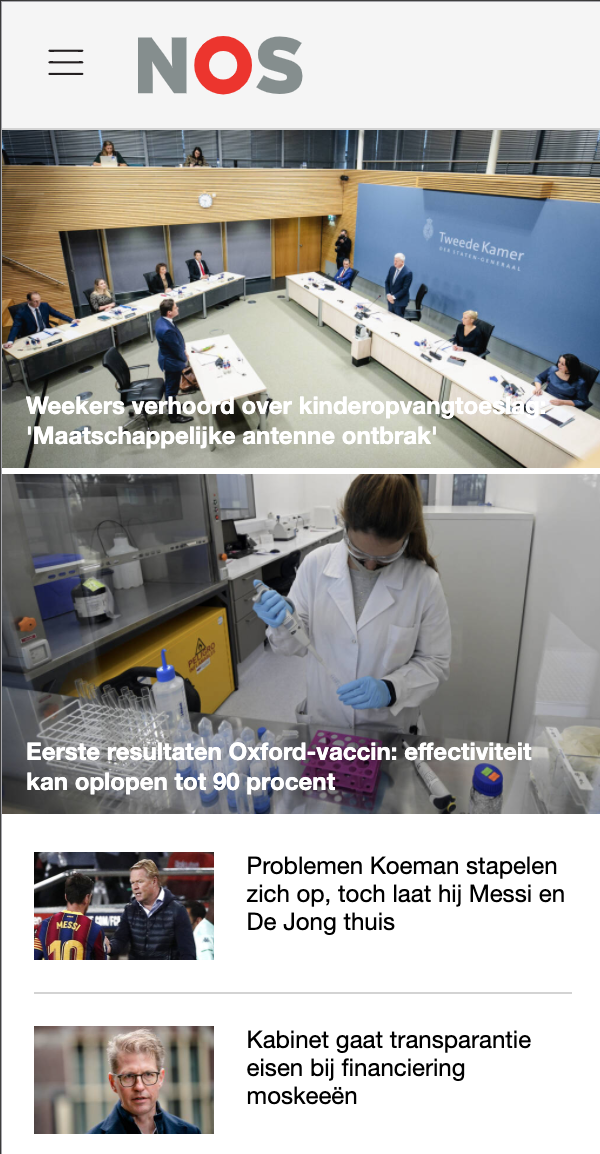 NOS
Tweede Kamer
DER STATEN-GENERAAL
Weekers verhoord over kinderopvangtoeslag:
'Maatschappelijke antenne ontbrak'
PELIGRO
Eerste resultaten Oxford-vaccin: effectiviteit
kan oplopen tot 90 procent
Problemen Koeman stapelen
zich op, toch laat hij Messi en
De Jong thuis
MESSI
10
Kabinet gaat transparantie
eisen bij financiering
moskeeën